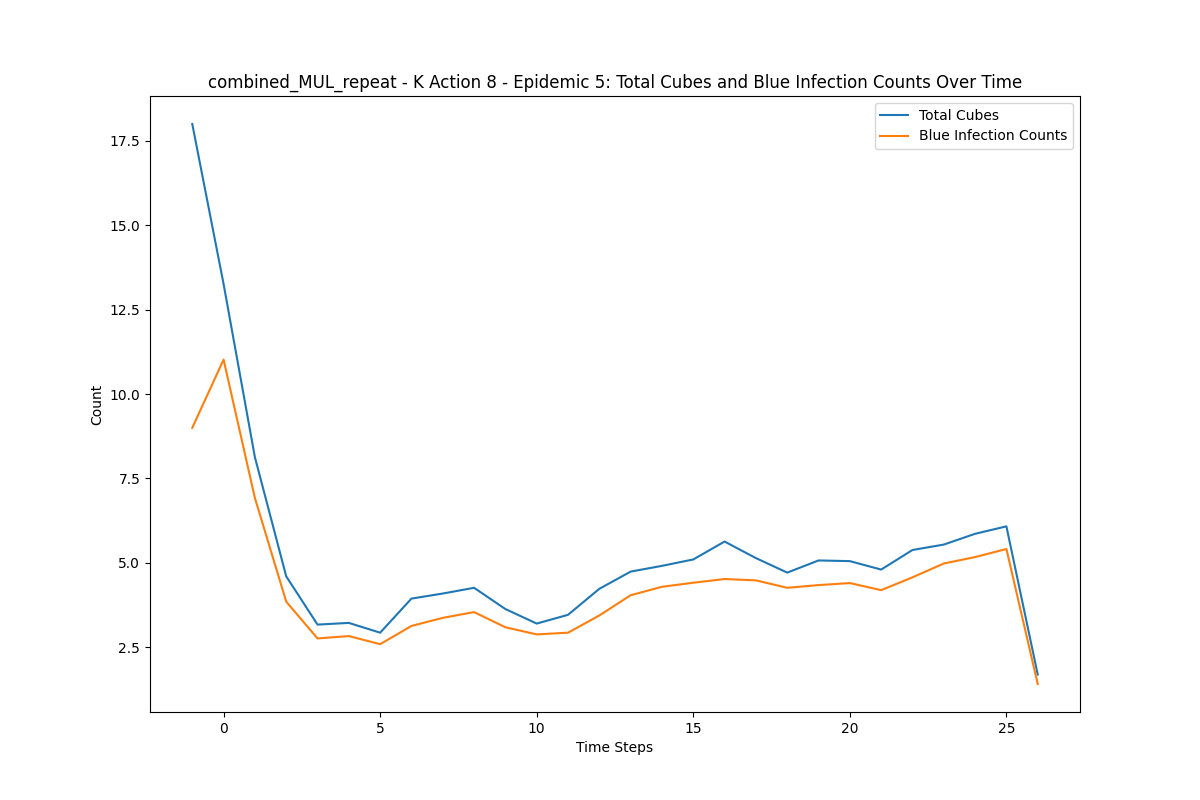 combined_MUL_repeat - K Action 8 - Epidemic 5: Total Cubes and Blue Infection Counts Over Time
Total Cubes
Blue Infection Counts
17.5
15.0
12.5
10.0
7.5
5.0
2.5
Count
0 5 10 15 20 25
Time Steps